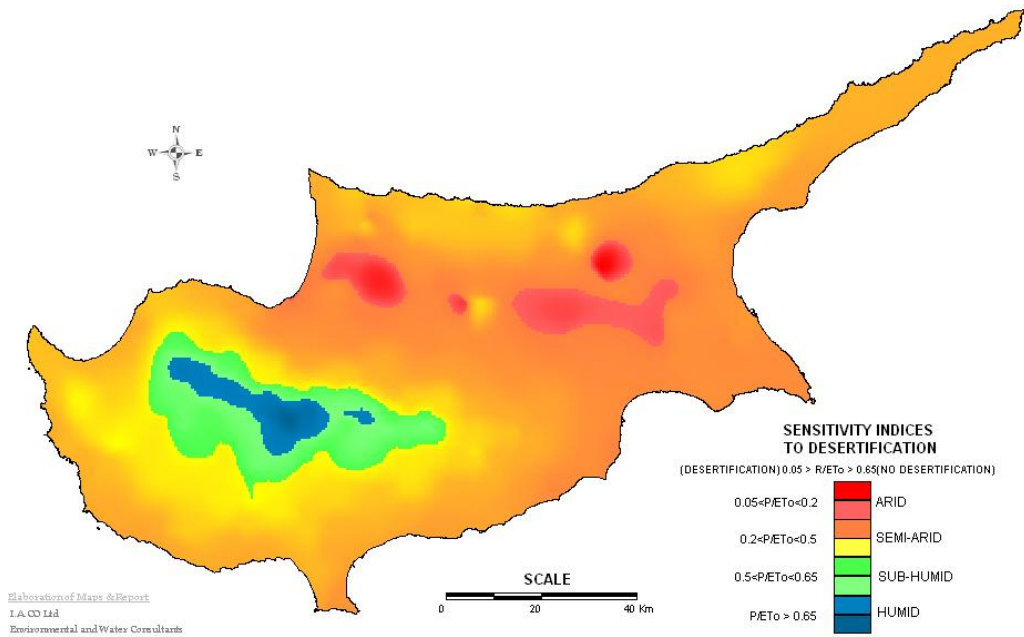 N
W E
S
SENSITIVITY INDICES
TO DESERTIFICATION
(DESERTIFICATION) 0.05 > R/ETo > 0.65(NO DESERTIFICATION)
0.05<P/ETo<0.2 ARID
0.2<P/ETo<0.5 SEMI-ARID
0.5<P/ETo<0.65 SUB-HUMID
P/ETo > 0.65 HUMID
SCALE
0 20 40 Km
Elaboration of Maps & Report
I.A.CO Ltd
Environmental and Water Consultants